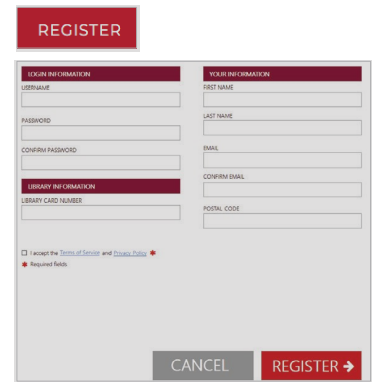 REGISTER
LOGIN INFORMATION
USERNAME
PASSWORD
CONFIRM PASSWORD
LIBRARY INFORMATION
LIBRARY CARD NUMBER
YOUR INFORMATION
FIRST NAME
LAST NAME
EMAIL
CONFIRM EMAIL
POSTAL CODE
I accept the Terms of Service and Privacy Policy *
* Required fields
CANCEL
REGISTER →